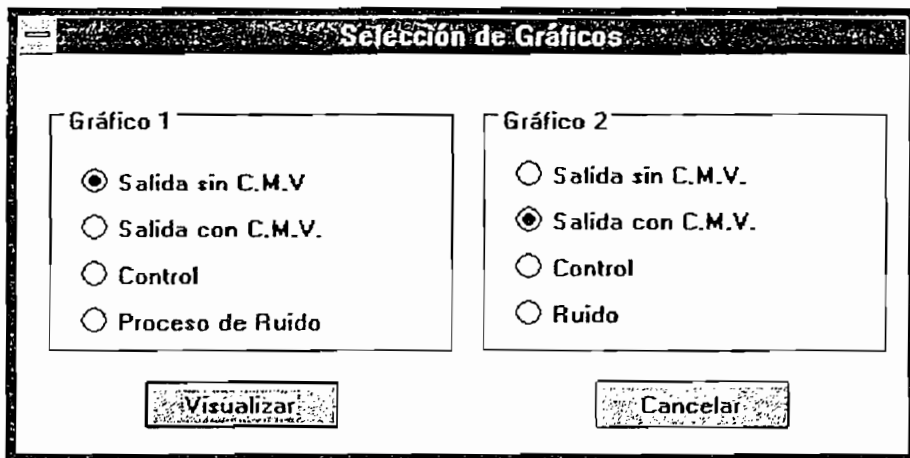 Selección de Gráficos
Gráfico 1
Salida sin C.M.V
Salida con C.M.V.
Control
Proceso de Ruido
Gráfico 2
Salida sin C.M.V.
Salida con C.M.V.
Control
Ruido
Visualizar
Cancelar